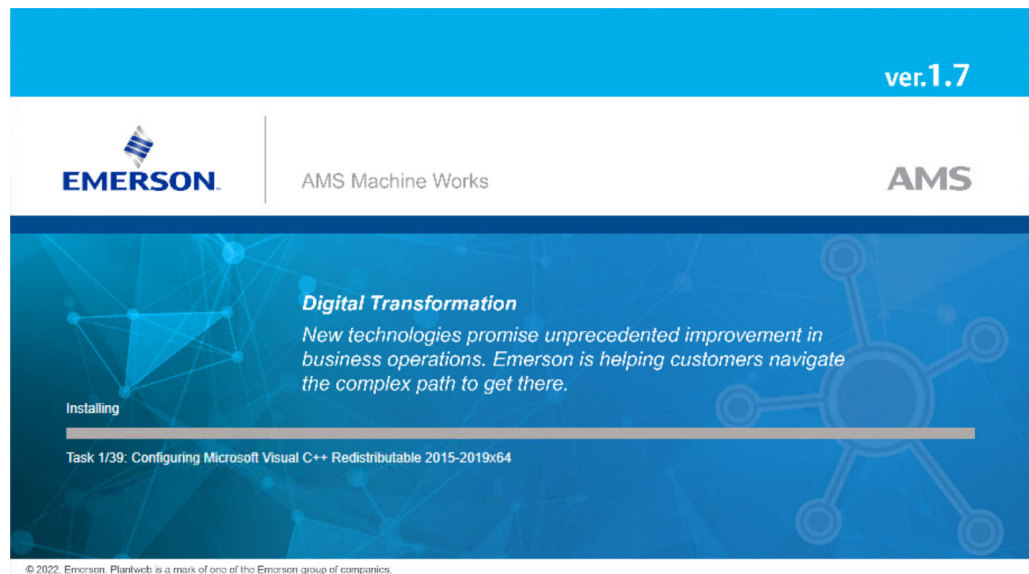 ver.1.7
EMERSON
AMS Machine Works
AMS
Digital Transformation
New technologies promise unprecedented improvement in
business operations. Emerson is helping customers navigate
the complex path to get there.
Installing
Task 1/39: Configuring Microsoft Visual C++ Redistributable 2015-2019x64
© 2022. Emerson. Plantweb is a mark of one of the Emerson group of companies.